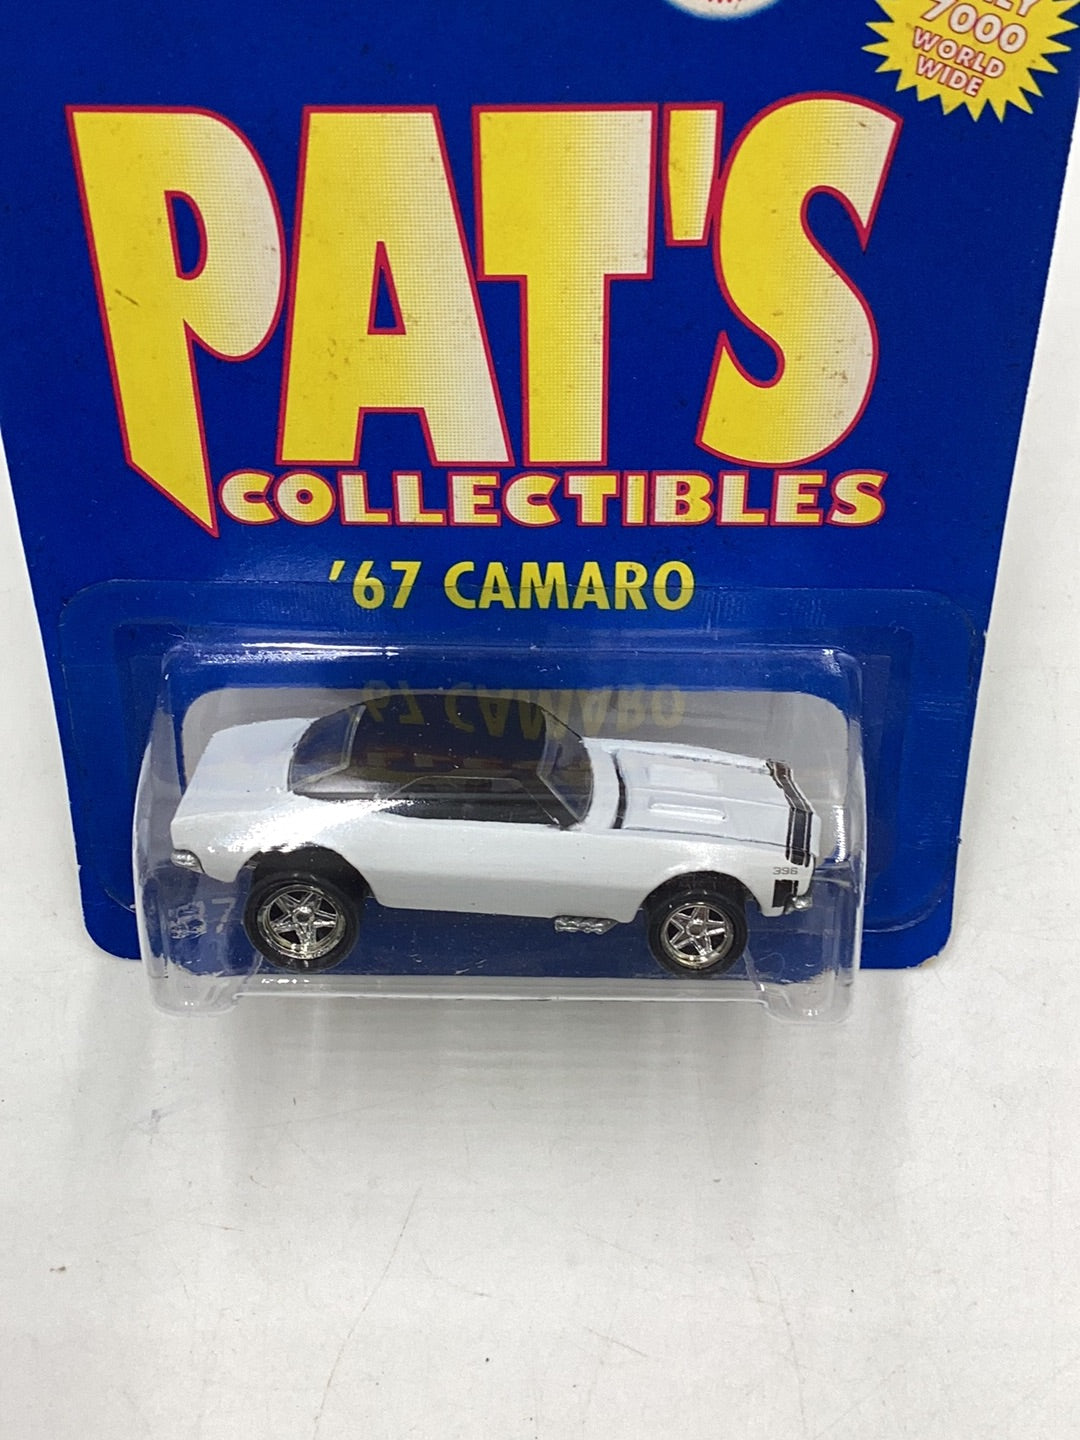 7000
WORLD
WIDE
PAT'S
COLLECTIBLES
'67 CAMARO
396